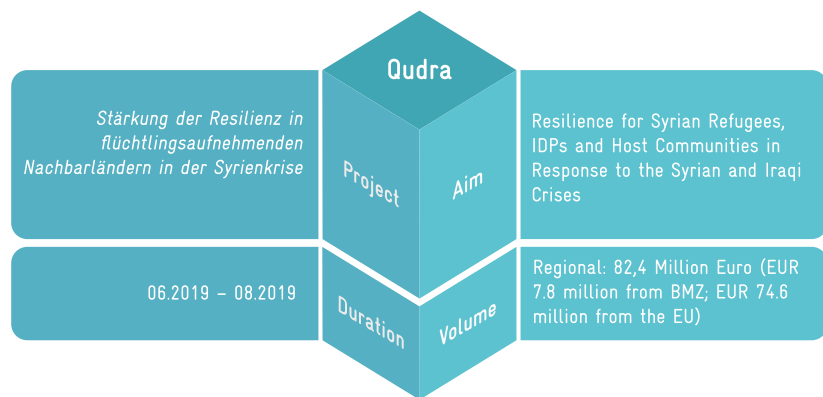 Qudra
Stärkung der Resilienz in
flüchtlingsaufnehmenden
Nachbarländern in der Syrienkrise
Project
Aim
Resilience for Syrian Refugees,
IDPs and Host Communities in
Response to the Syrian and Iraqi
Crises
06.2019 – 08.2019
Duration
Volume
Regional: 82,4 Million Euro (EUR
7.8 million from BMZ; EUR 74.6
million from the EU)